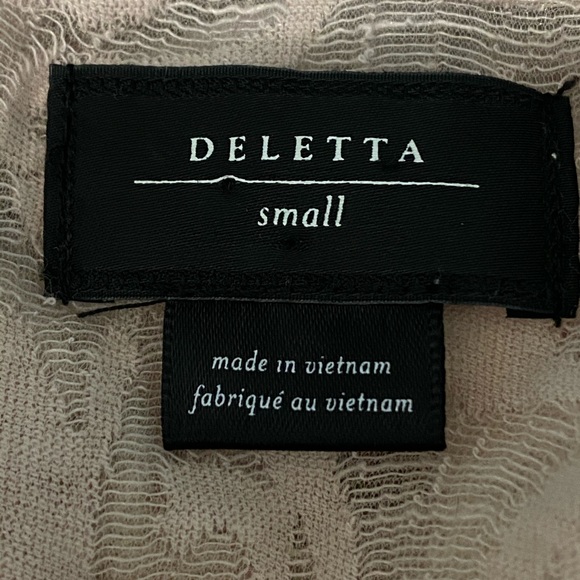 DELETTA
small
made in vietnam
fabriqué au vietnam